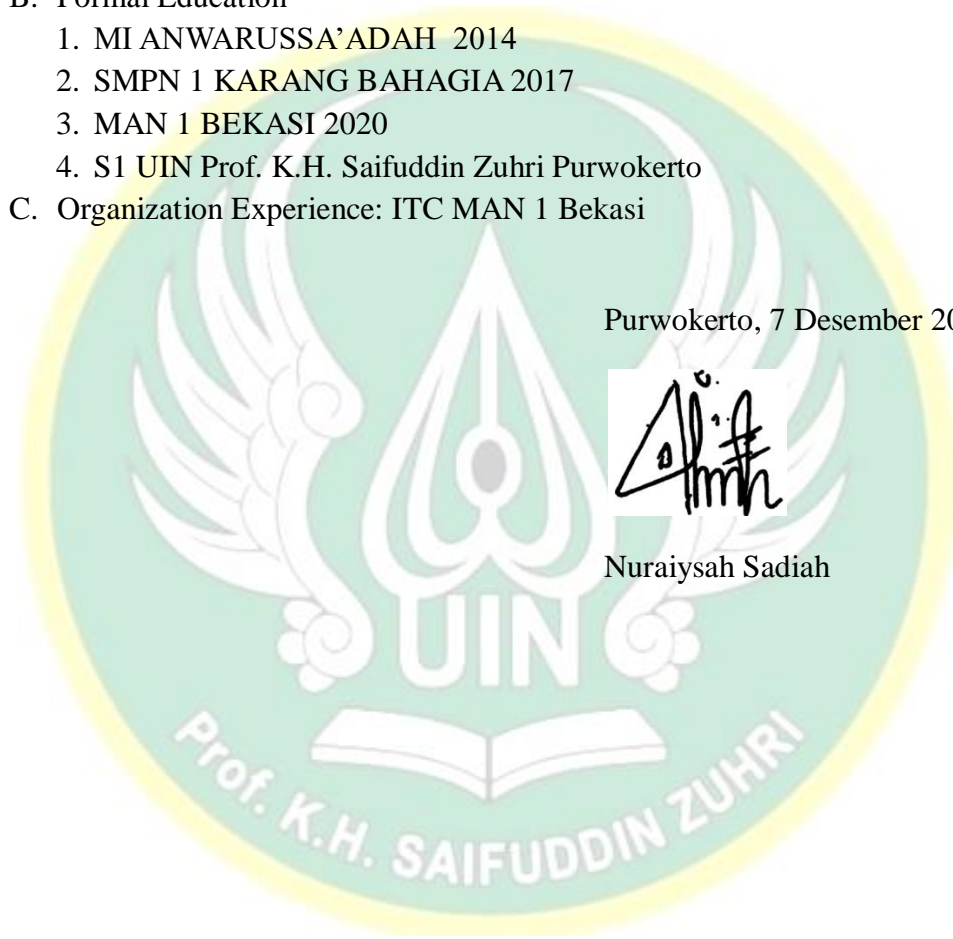 B. Formal Education
1. MI ANWARUSSA’ADAH 2014
2. SMPN 1 KARANG BAHAGIA 2017
3. MAN 1 BEKASI 2020
4. S1 UIN Prof. K.H. Saifuddin Zuhri Purwokerto
C. Organization Experience: ITC MAN 1 Bekasi
Purwokerto, 7 Desember 20
Nuraiysah Sadiah
UIN
Prof. K.H. SAIFUDDIN ZUHRI